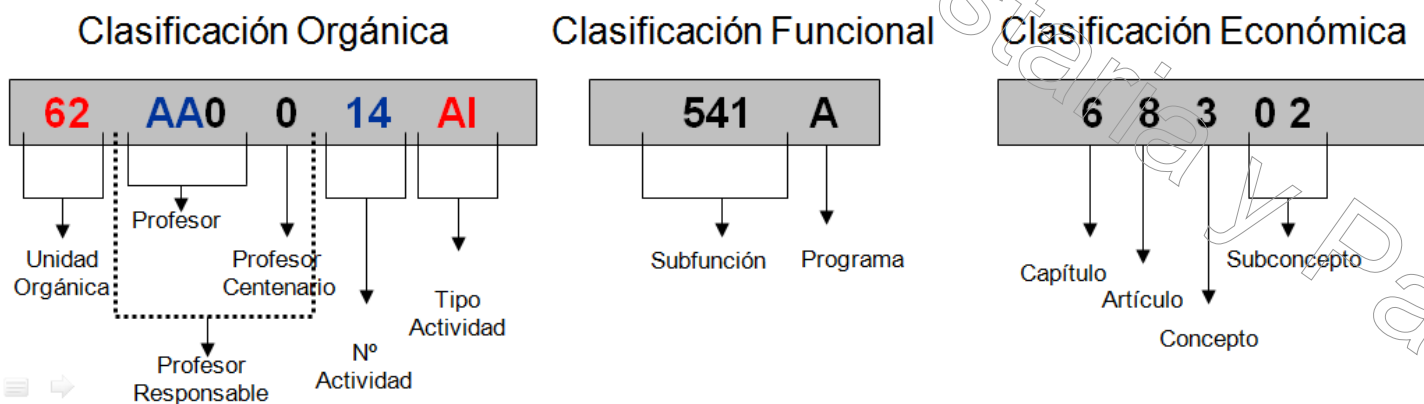 Clasificación Orgánica
Clasificación Funcional
Clasificación Económica
62 AA0 0 14 AI
541 A
6 8 3 0 2
Profesor
Unidad
Orgánica
Profesor
Centenario
Tipo
Actividad
Nº
Actividad
Profesor
Responsable
Subfunción
Programa
Capítulo
Artículo
Concepto
Subconcepto